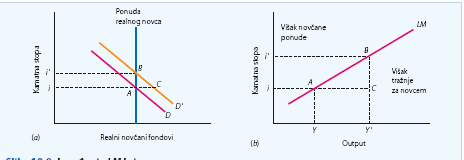 Ponuda
realnog novca
Kamatna stopa
i'
i
B
C
A
D'
D
(a)
Realni novčani fondovi
Višak novčane
ponude
LM
Kamatna stopa
i'
i
B
A
C
Višak
tražnje
za novcem
Y
Y'
(b)
Output